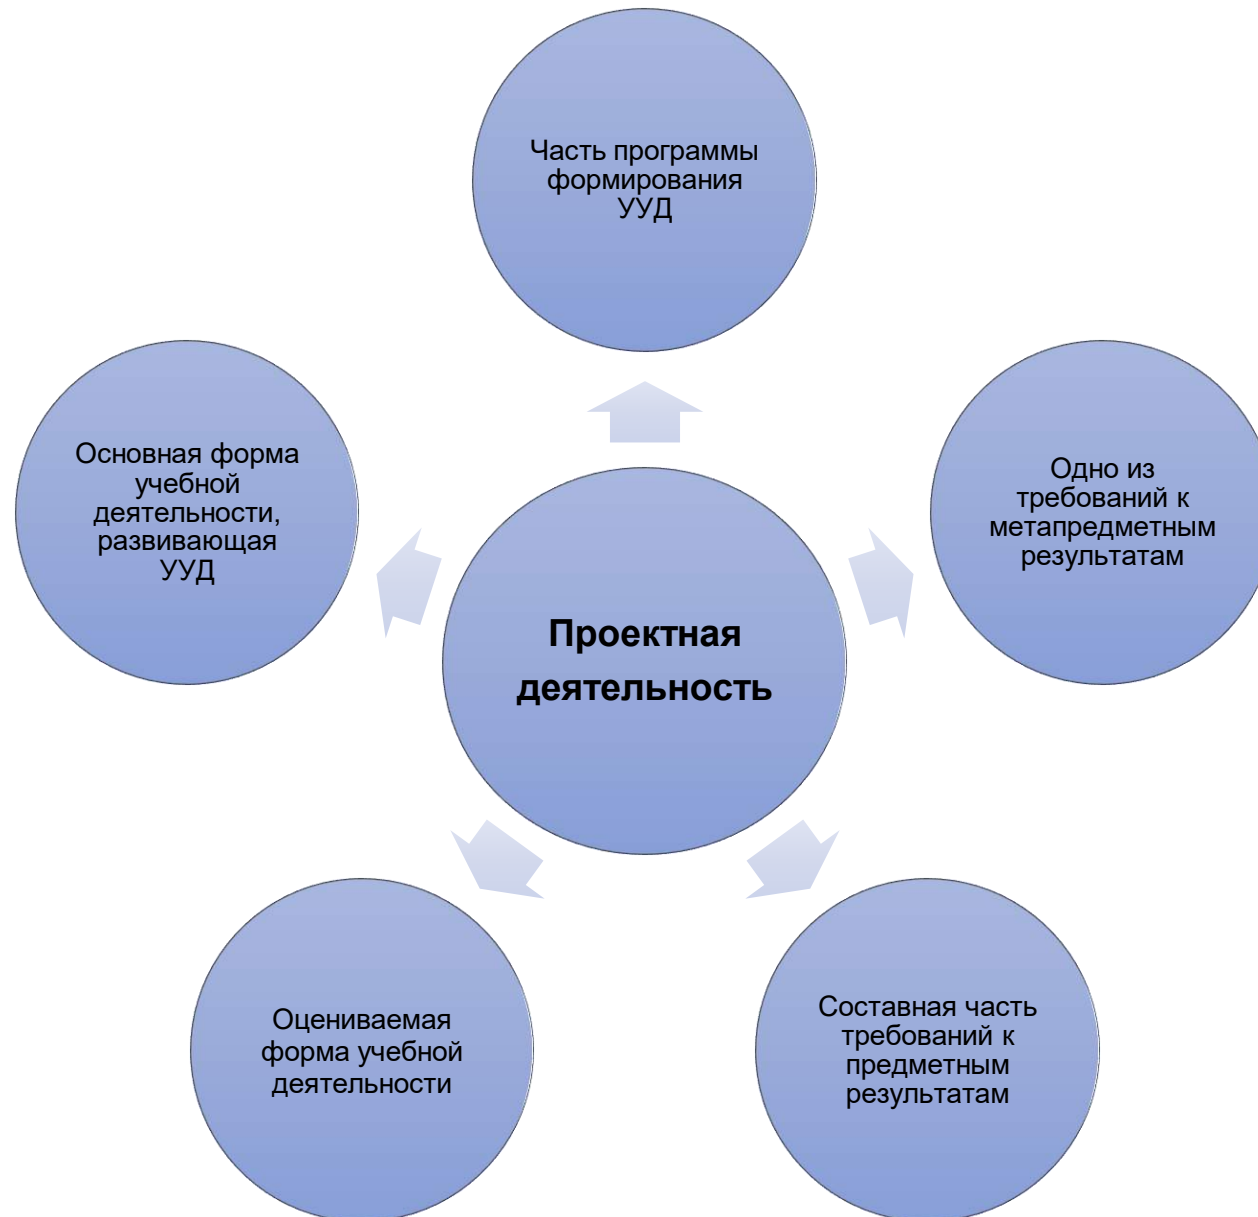 Часть программы
формирования
УУД
Основная форма
учебной
деятельности,
развивающая
УУД
Одно из
требований к
метапредметным
результатам
Проектная
деятельность
Оцениваемая
форма учебной
деятельности
Составная часть
требований к
предметным
результатам